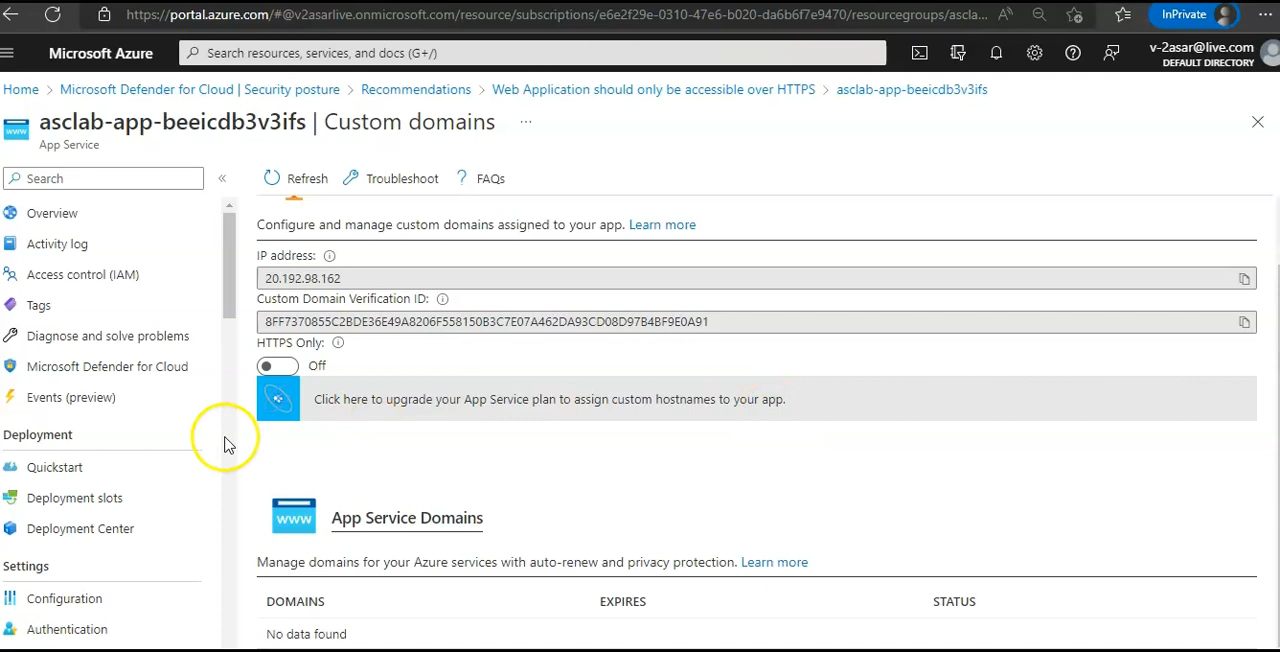 https://portal.azure.com/#@v2asarlive.onmicrosoft.com/resource/subscriptions/e6e2f29e-0310-47e6-b020-da6b6f7e9470/resourcegroups/ascla...
InPrivate
Microsoft Azure
Search resources, services, and docs (G+/)
v-2asar@live.com
DEFAULT DIRECTORY
Home > Microsoft Defender for Cloud | Security posture > Recommendations > Web Application should only be accessible over HTTPS > asclab-app-beeicdb3v3ifs
asclab-app-beeicdb3v3ifs | Custom domains ...
App Service
Search
Refresh Troubleshoot FAQs
Overview
Activity log
Access control (IAM)
Tags
Diagnose and solve problems
Microsoft Defender for Cloud
Events (preview)
Deployment
Quickstart
Deployment slots
Deployment Center
Settings
Configuration
Authentication
Configure and manage custom domains assigned to your app. Learn more
IP address:
20.192.98.162
Custom Domain Verification ID:
8FF7370855C2BDE36E49A8206F558150B3C7E07A462DA93CD08D97B4BF9E0A91
HTTPS Only:
Off
Click here to upgrade your App Service plan to assign custom hostnames to your app.
www
App Service Domains
Manage domains for your Azure services with auto-renew and privacy protection. Learn more
DOMAINS EXPIRES STATUS
No data found